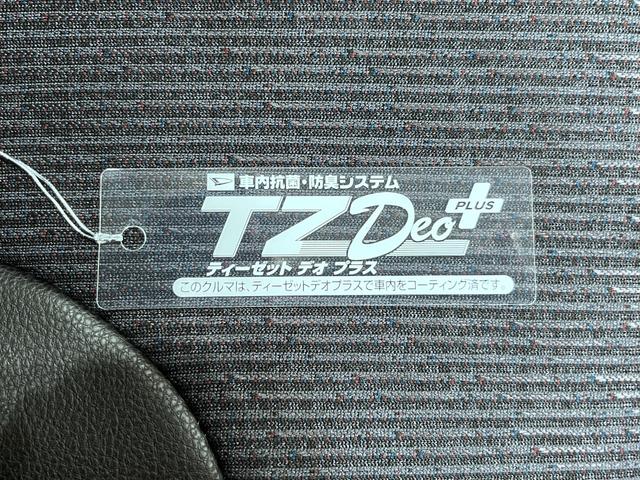 車内抗菌・防臭システム
TZ Deo PLUS
ティーゼット デオ プラス
このクルマは、ティーゼットデオプラスで車内をコーティング済です。